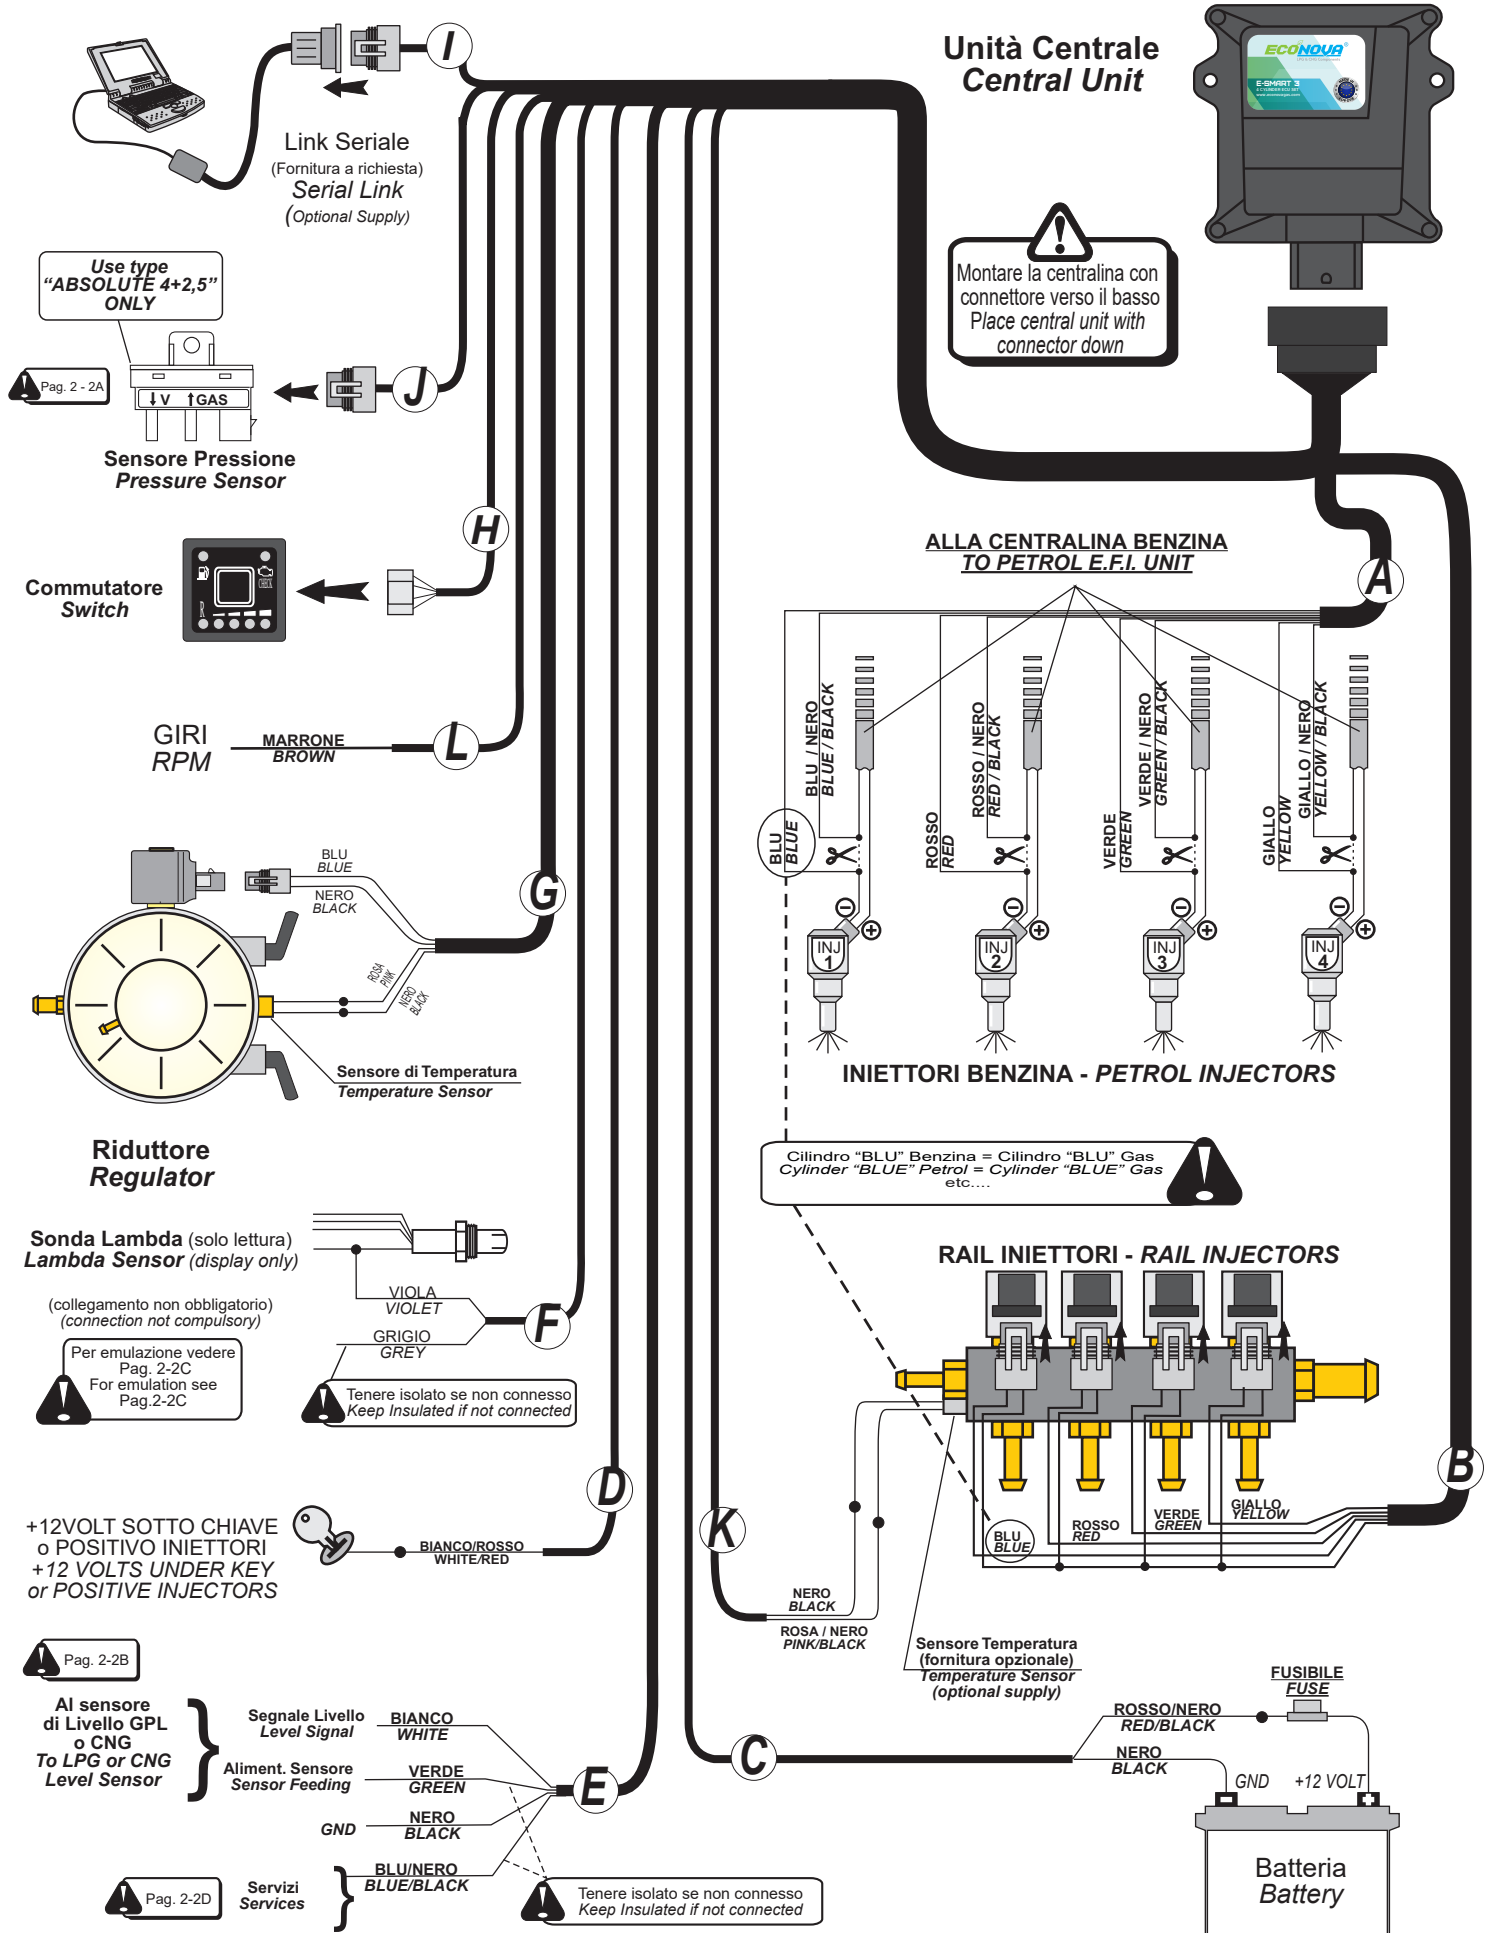 I
Link Seriale
(Fornitura a richiesta)
Serial Link
(Optional Supply)
Unità Centrale
Central Unit
ECONOVA®
E-SMART 3
4 CYLINDER ECU SET
Montare la centralina con
connettore verso il basso
Place central unit with
connector down
Use type
“ABSOLUTE 4+2,5”
ONLY
Pag. 2 - 2A
V GAS
J
Sensore Pressione
Pressure Sensor
H
Commutatore
Switch
CHECK
R
ALLA CENTRALINA BENZINA
TO PETROL E.F.I. UNIT
A
GIRI
RPM
MARRONE
BROWN
L
BLU / NERO
BLUE / BLACK
ROSSO / NERO
RED / BLACK
VERDE / NERO
GREEN / BLACK
GIALLO / NERO
YELLOW / BLACK
BLU
BLUE
ROSSO
RED
VERDE
GREEN
GIALLO
YELLOW
INJ
1
INJ
2
INJ
3
INJ
4
INIETTORI BENZINA - PETROL INJECTORS
BLU
BLUE
NERO
BLACK
G
ROSA
PINK
NERO
BLACK
Sensore di Temperatura
Temperature Sensor
Riduttore
Regulator
Cilindro “BLU” Benzina = Cilindro “BLU” Gas
Cylinder “BLUE” Petrol = Cylinder “BLUE” Gas
etc....
Sonda Lambda (solo lettura)
Lambda Sensor (display only)
(collegamento non obbligatorio)
(connection not compulsory)
VIOLA
VIOLET
GRIGIO
GREY
F
Per emulazione vedere
Pag. 2-2C
For emulation see
Pag.2-2C
Tenere isolato se non connesso
Keep Insulated if not connected
RAIL INIETTORI - RAIL INJECTORS
B
BLU
BLUE
ROSSO
RED
VERDE
GREEN
GIALLO
YELLOW
D
K
+12VOLT SOTTO CHIAVE
o POSITIVO INIETTORI
+12 VOLTS UNDER KEY
or POSITIVE INJECTORS
BIANCO/ROSSO
WHITE/RED
NERO
BLACK
ROSA / NERO
PINK/BLACK
Sensore Temperatura
(fornitura opzionale)
Temperature Sensor
(optional supply)
Pag. 2-2B
Al sensore
di Livello GPL
o CNG
To LPG or CNG
Level Sensor
Segnale Livello
Level Signal
BIANCO
WHITE
Aliment. Sensore
Sensor Feeding
VERDE
GREEN
GND
NERO
BLACK
E
Pag. 2-2D
Servizi
Services
BLU/NERO
BLUE/BLACK
Tenere isolato se non connesso
Keep Insulated if not connected
C
ROSSO/NERO
RED/BLACK
NERO
BLACK
FUSIBILE
FUSE
GND
+12 VOLT
Batteria
Battery